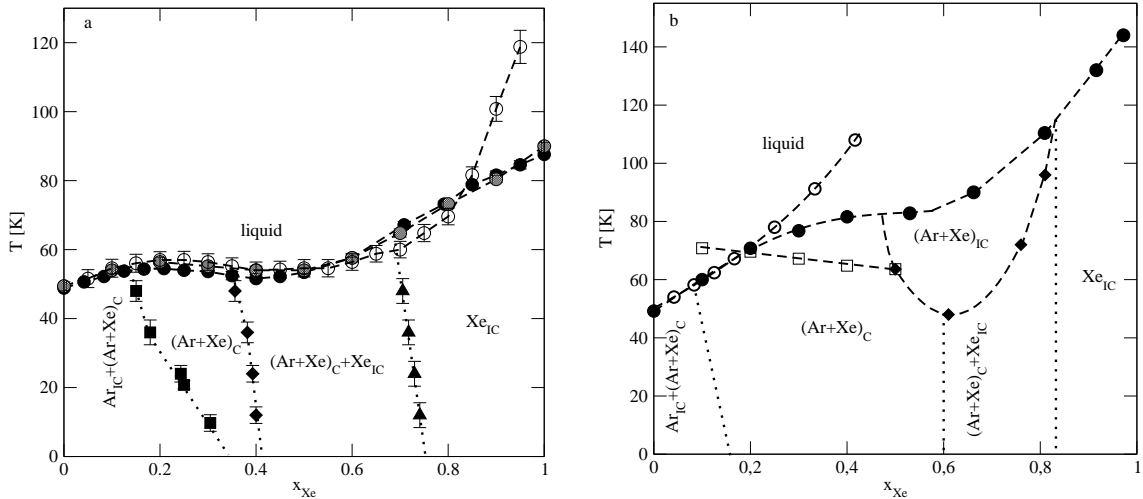 a
120
100
80
60
40
20
0
T [K]
liquid
Ar_IC+(Ar+Xe)_C
(Ar+Xe)_C
(Ar+Xe)_C+Xe_IC
Xe_IC
0 0.2 0.4 0.6 0.8 1
x_Xe
b
140
120
100
80
60
40
20
0
T [K]
liquid
(Ar+Xe)_IC
Ar_IC+(Ar+Xe)_C
(Ar+Xe)_C
(Ar+Xe)_C+Xe_IC
Xe_IC
0 0,2 0,4 0,6 0,8 1
x_Xe